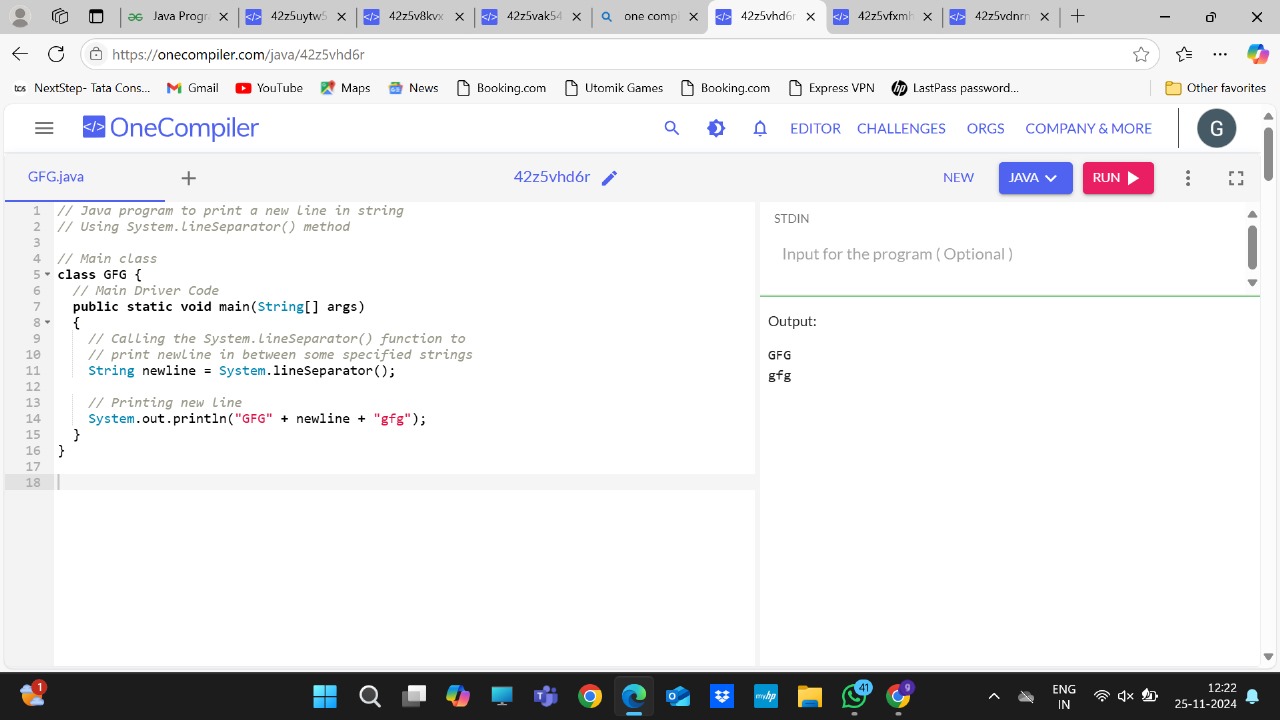 Java Progra
42z5uytw5
42z5v8kvx
42z5vak54
one compi
42z5vhd6r
42z5vfxmh
42z5vdnrn
https://onecompiler.com/java/42z5vhd6r
tcs NextStep- Tata Cons... Gmail YouTube Maps News Booking.com Utomik Games Booking.com Express VPN hp LastPass password... Other favorites
</> OneCompiler EDITOR CHALLENGES ORGS COMPANY & MORE G
GFG.java + 42z5vhd6r NEW JAVA RUN
1 // Java program to print a new line in string
2 // Using System.lineSeparator() method
3
4 // Main class
5 class GFG {
6 // Main Driver Code
7 public static void main(String[] args)
8 {
9 // Calling the System.lineSeparator() function to
10 // print newline in between some specified strings
11 String newline = System.lineSeparator();
12
13 // Printing new line
14 System.out.println("GFG" + newline + "gfg");
15 }
16 }
17
18
STDIN
Input for the program ( Optional )
Output:
GFG
gfg
1
myhp
41
9
ENG
IN
12:22
25-11-2024